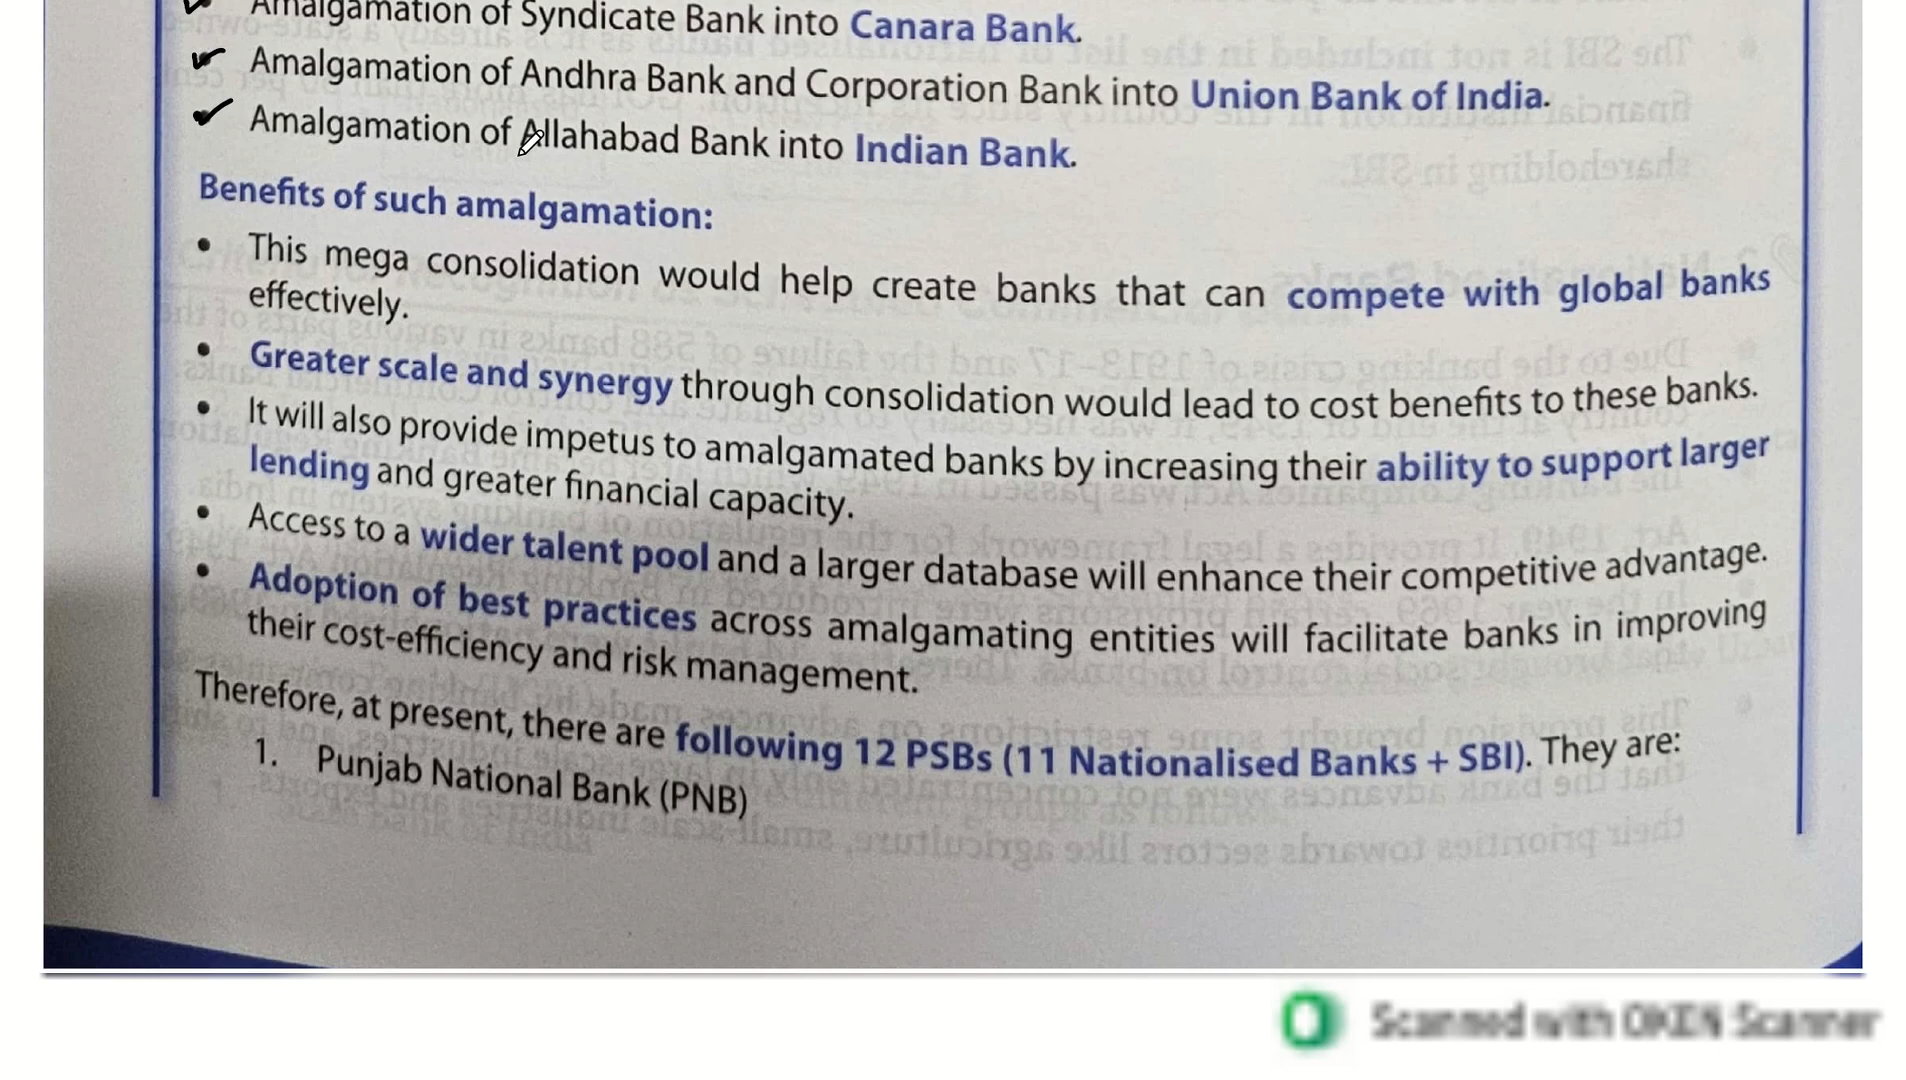 Amalgamation of Syndicate Bank into Canara Bank.
Amalgamation of Andhra Bank and Corporation Bank into Union Bank of India.
Amalgamation of Allahabad Bank into Indian Bank.
Benefits of such amalgamation:
• This mega consolidation would help create banks that can compete with global banks
effectively.
• Greater scale and synergy through consolidation would lead to cost benefits to these banks.
• It will also provide impetus to amalgamated banks by increasing their ability to support larger
lending and greater financial capacity.
• Access to a wider talent pool and a larger database will enhance their competitive advantage.
• Adoption of best practices across amalgamating entities will facilitate banks in improving
their cost-efficiency and risk management.
Therefore, at present, there are following 12 PSBs (11 Nationalised Banks + SBI). They are:
1. Punjab National Bank (PNB)
Scanned with OKEN Scanner